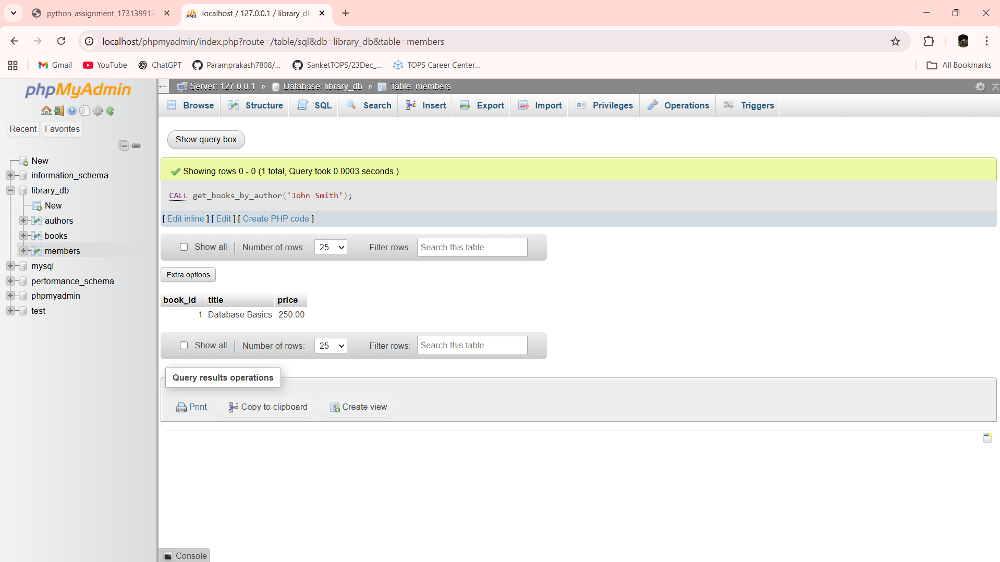 python_assignment_173139913
localhost / 127.0.0.1 / library_db
localhost/phpmyadmin/index.php?route=/table/sql&db=library_db&table=members
Gmail
YouTube
ChatGPT
Paramprakash7808/...
SanketTOPS/23Dec_...
TOPS Career Center...
All Bookmarks
phpMyAdmin
Recent
Favorites
New
information_schema
library_db
New
authors
books
members
mysql
performance_schema
phpmyadmin
test
Server: 127.0.0.1 » Database: library_db » Table: members
Browse
Structure
SQL
Search
Insert
Export
Import
Privileges
Operations
Triggers
Show query box
Showing rows 0 - 0 (1 total, Query took 0.0003 seconds.)
CALL get_books_by_author('John Smith');
[ Edit inline ] [ Edit ] [ Create PHP code ]
Show all | Number of rows: 25 Filter rows: Search this table
Extra options
book_id title price
1 Database Basics 250.00
Show all | Number of rows: 25 Filter rows: Search this table
Query results operations
Print Copy to clipboard Create view
Console